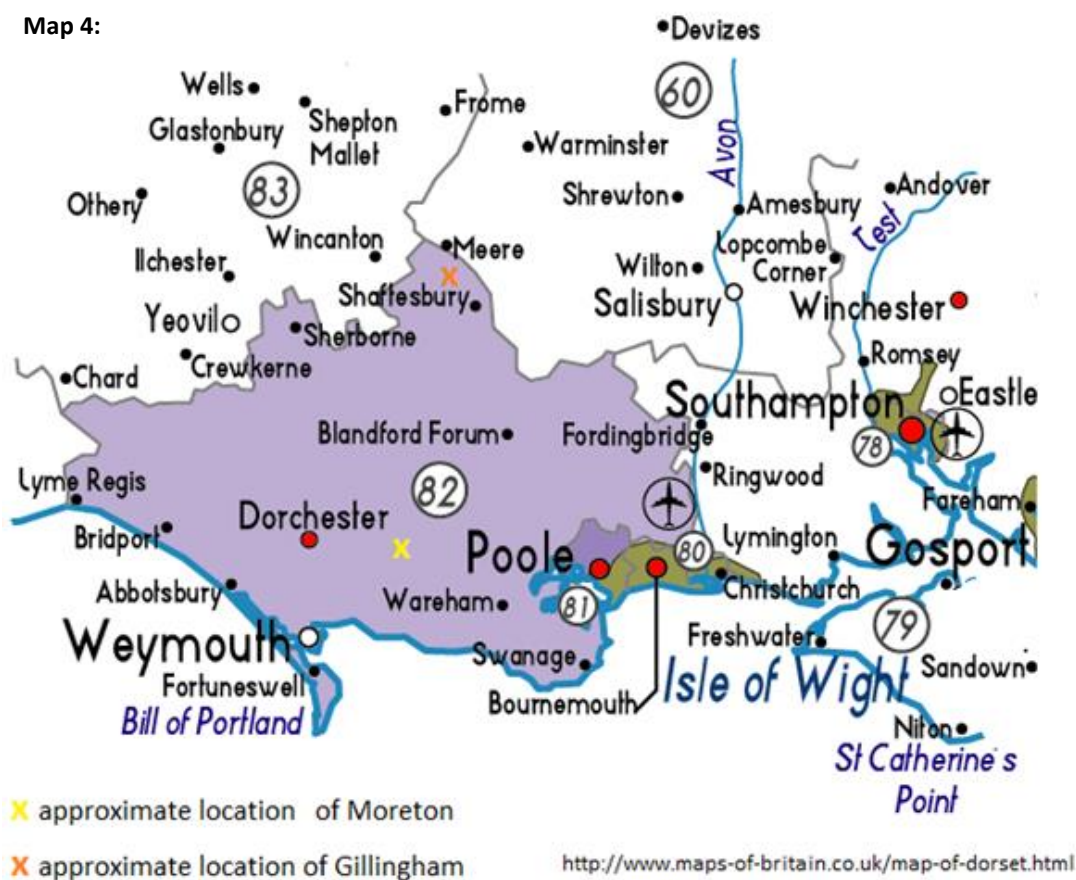 Map 4:
Devizes
60
Wells
Shepton
Mallet
Frome
Glastonbury
Warminster
Avon
83
Othery
Shrewton
Amesbury
Andover
Test
Wincanton
Meere
Lopcombe
Corner
Ilchester
Wilton
X
Shaftesbury
Salisbury
Winchester
Yeovil
Sherborne
Crewkerne
Romsey
Chard
Southampton
Eastle
Blandford Forum
Fordingbridge
78
Ringwood
Lyme Regis
82
Fareham
Dorchester
Bridport
X
Poole
80
Lymington
Gosport
Abbotsbury
Wareham
81
Christchurch
79
Weymouth
Freshwater
Swanage
Sandown
Fortuneswell
Bournemouth
Isle of Wight
Bill of Portland
Niton
St Catherine's
Point
X approximate location of Moreton
X approximate location of Gillingham
http://www.maps-of-britain.co.uk/map-of-dorset.html